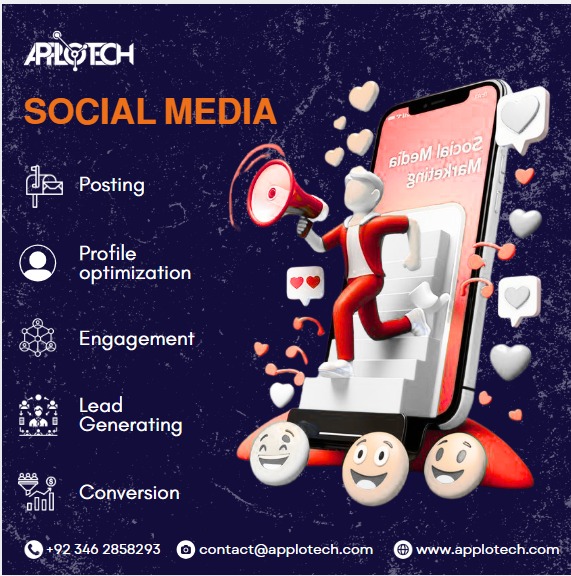 APPLOTECH
SOCIAL MEDIA
Social Media
Marketing
Posting
Profile
optimization
Engagement
Lead
Generating
Conversion
+92 346 2858293 contact@applotech.com www.applotech.com